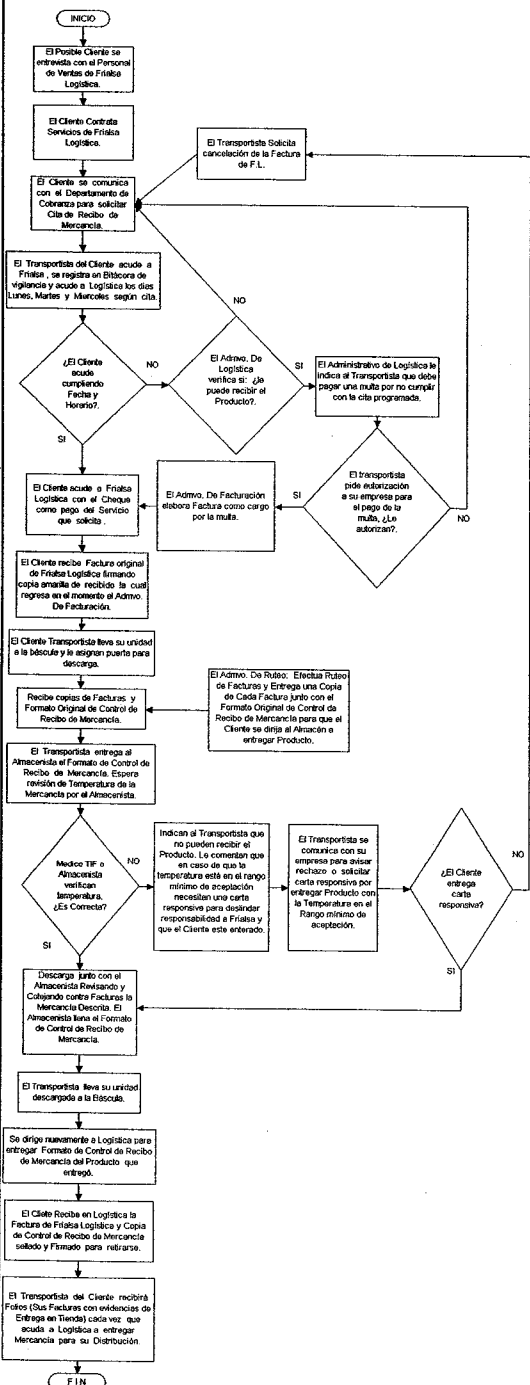 INICIO
El Posible Cliente se
entrevista con el Personal
de Ventas de Frialsa
Logística.
El Cliente Contrata
Servicios de Frialsa
Logística.
El Transportista Solicita
cancelación de la Factura
de F.L.
El Cliente se comunica
con el Departamento de
Cobranza para solicitar
Cita de Recibo de
Mercancía.
El Transportista del Cliente acude a
Frialsa , se registra en Bitácora de
vigilancia y acude a Logística los días
Lunes, Martes y Miercoles según cita.
¿El Cliente
acude
cumpliendo
Fecha y
Horario?.
NO
SI
El Admvo. De
Logística
verifica si: ¿le
puede recibir el
Producto?.
NO
SI
El Administrativo de Logística le
indica al Transportista que debe
pagar una multa por no cumplir
con la cita programada.
El transportista
pide autorización
a su empresa para
el pago de la
multa, ¿Le
autorizan?.
SI
NO
El Admvo. De Facturación
elabora Factura como cargo
por la multa.
El Cliente acude a Frialsa
Logística con el Cheque
como pago del Servicio
que solicita .
El Cliente recibe Factura original
de Frialsa Logística firmando
copia amarilla de recibido la cual
regresa en el momento el Admvo.
De Facturación.
El Cliente Transportista lleva su unidad
a la báscula y le asignan puerta para
descarga.
Recibe copias de Facturas y
Formato Original de Control de
Recibo de Mercancía.
El Admvo. De Ruteo: Efectua Ruteo
de Facturas y Entrega una Copia
de Cada Factura junto con el
Formato Original de Control de
Recibo de Mercancía para que el
Cliente se dirija al Almacén a
entregar Producto.
El Transportista entrega al
Almacenista el Formato de Control de
Recibo de Mercancía. Espera
revisión de Temperatura de la
Mercancía por el Almacenista.
Medico TIF o
Almacenista
verifican
temperatura,
¿Es Correcta?
NO
SI
Indican al Transportista que
no pueden recibir el
Producto. Le comentan que
en caso de que la
temperatura esté en el rango
mínimo de aceptación
necesitan una carta
responsiva para deslindar
responsabilidad a Frialsa y
que el Cliente este enterado.
El Transportista se
comunica con su
empresa para avisar
rechazo o solicitar
carta responsiva por
entregar Producto con
la Temperatura en el
Rango mínimo de
aceptación.
¿El Cliente
entrega
carta
responsiva?
NO
SI
Descarga junto con el
Almacenista Revisando y
Cotejando contra Facturas la
Mercancía Descrita. El
Almacenista llena el Formato
de Control de Recibo de
Mercancía.
El Transportista lleva su unidad
descargada a la Báscula.
Se dirige nuevamente a Logística para
entregar Formato de Control de Recibo
de Mercancía del Producto que
entregó.
El Cliete Recibe en Logística la
Factura de Frialsa Logística y Copia
de Control de Recibo de Mercancía
sellado y Firmado para retirarse.
El Transportista del Cliente recibirá
Folios (Sus Facturas con evidencias de
Entrega en Tienda) cada vez que
acuda a Logística a entregar
Mercancía para su Distribución.
FIN